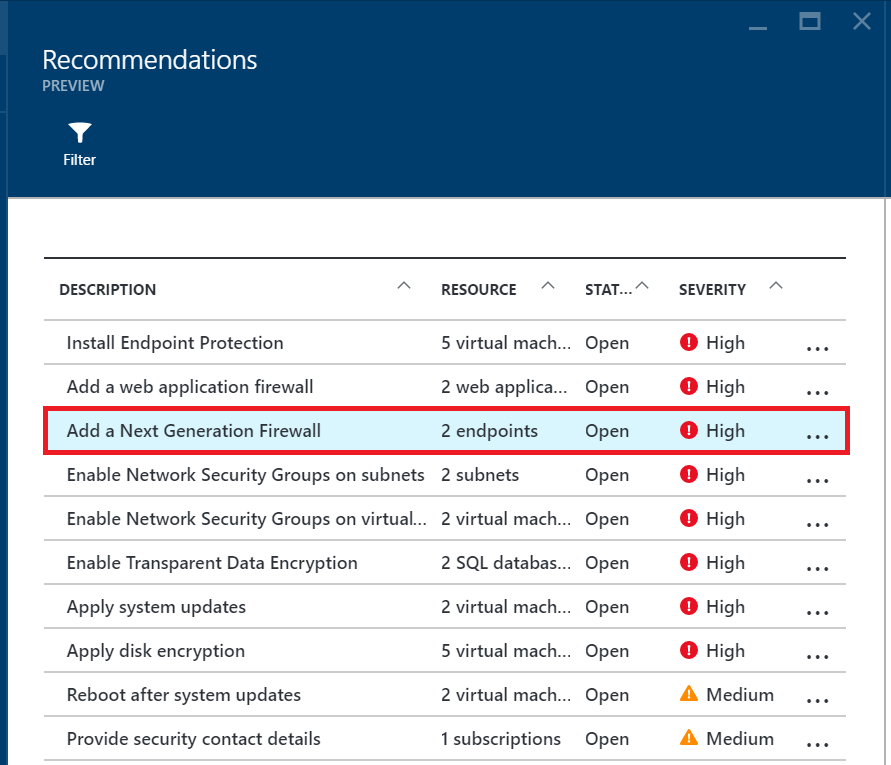 Recommendations
PREVIEW
Filter
DESCRIPTION RESOURCE STAT... SEVERITY
Install Endpoint Protection 5 virtual mach... Open High ...
Add a web application firewall 2 web applica... Open High ...
Add a Next Generation Firewall 2 endpoints Open High ...
Enable Network Security Groups on subnets 2 subnets Open High ...
Enable Network Security Groups on virtual... 2 virtual mach... Open High ...
Enable Transparent Data Encryption 2 SQL databas... Open High ...
Apply system updates 2 virtual mach... Open High ...
Apply disk encryption 5 virtual mach... Open High ...
Reboot after system updates 2 virtual mach... Open Medium ...
Provide security contact details 1 subscriptions Open Medium ...